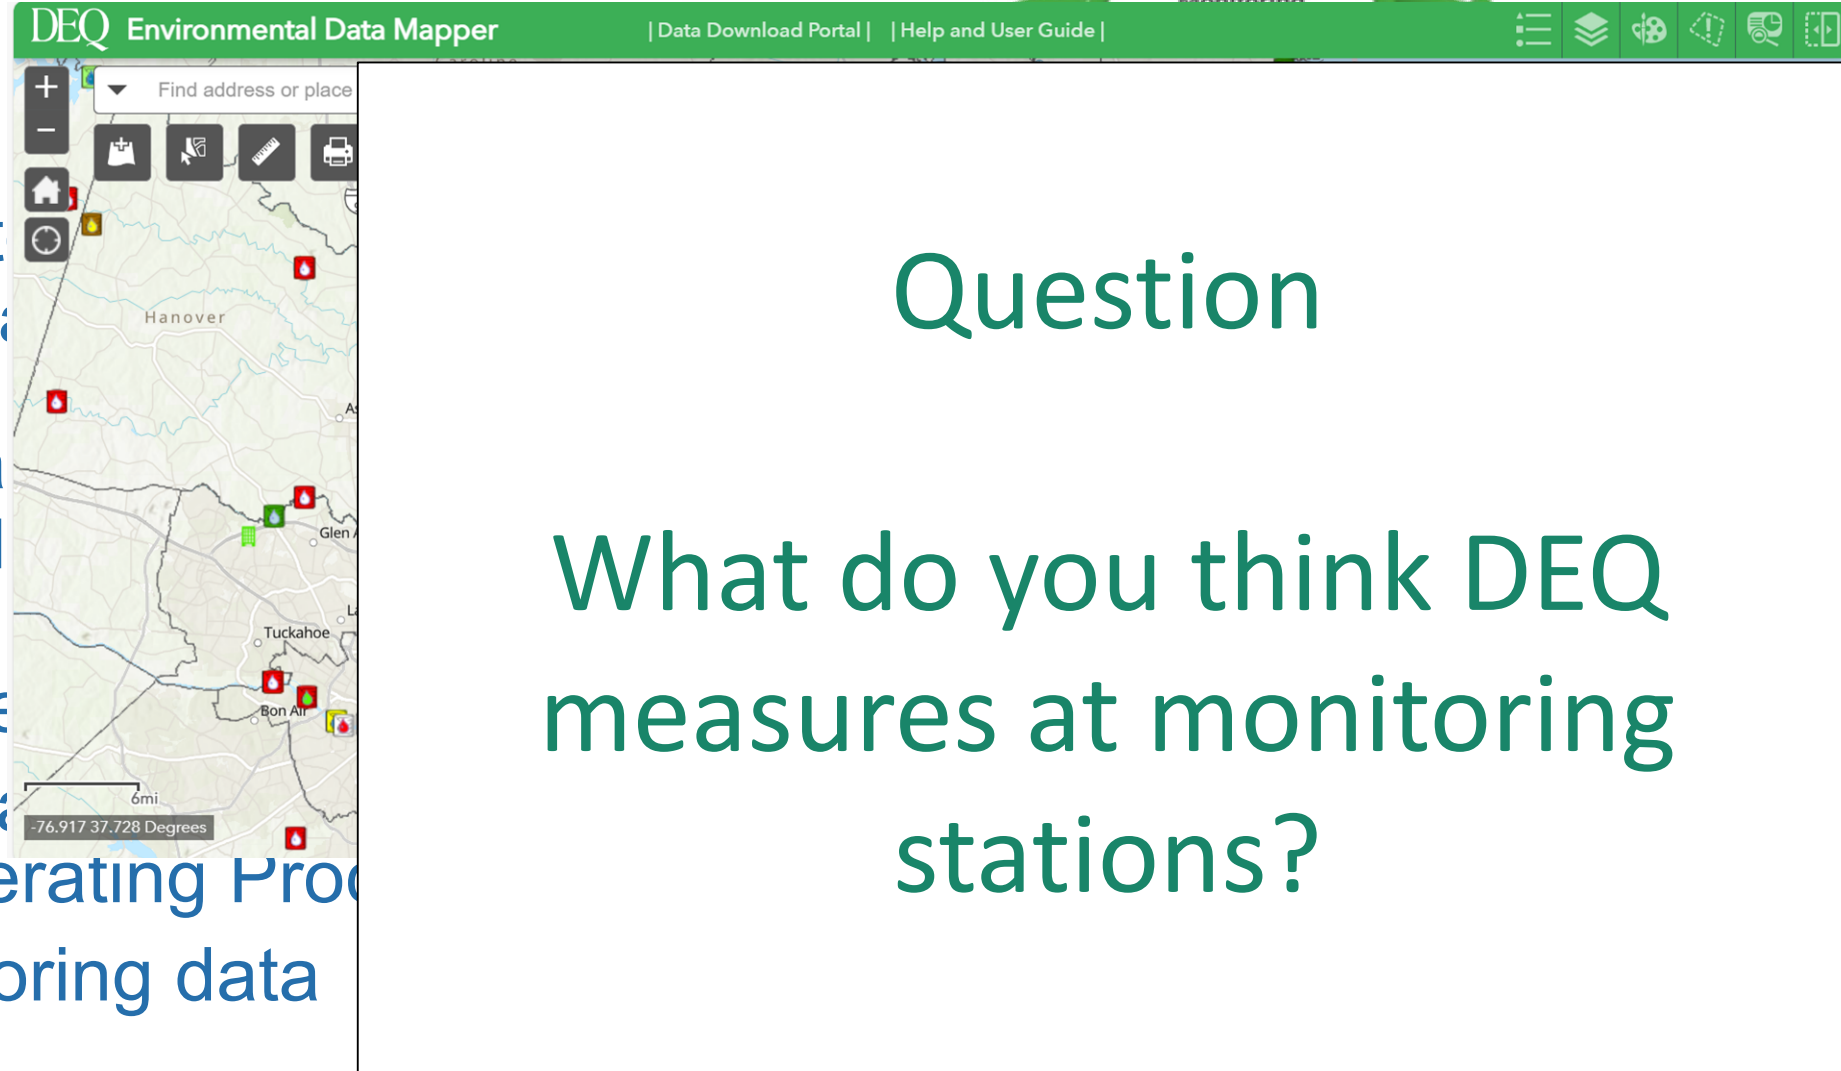 DEQ Environmental Data Mapper
| Data Download Portal | | Help and User Guide |
Find address or place
Hanover
Glen
Tuckahoe
Bon Air
6mi
-76.917 37.728 Degrees
oring data
Question
What do you think DEQ
measures at monitoring
stations?